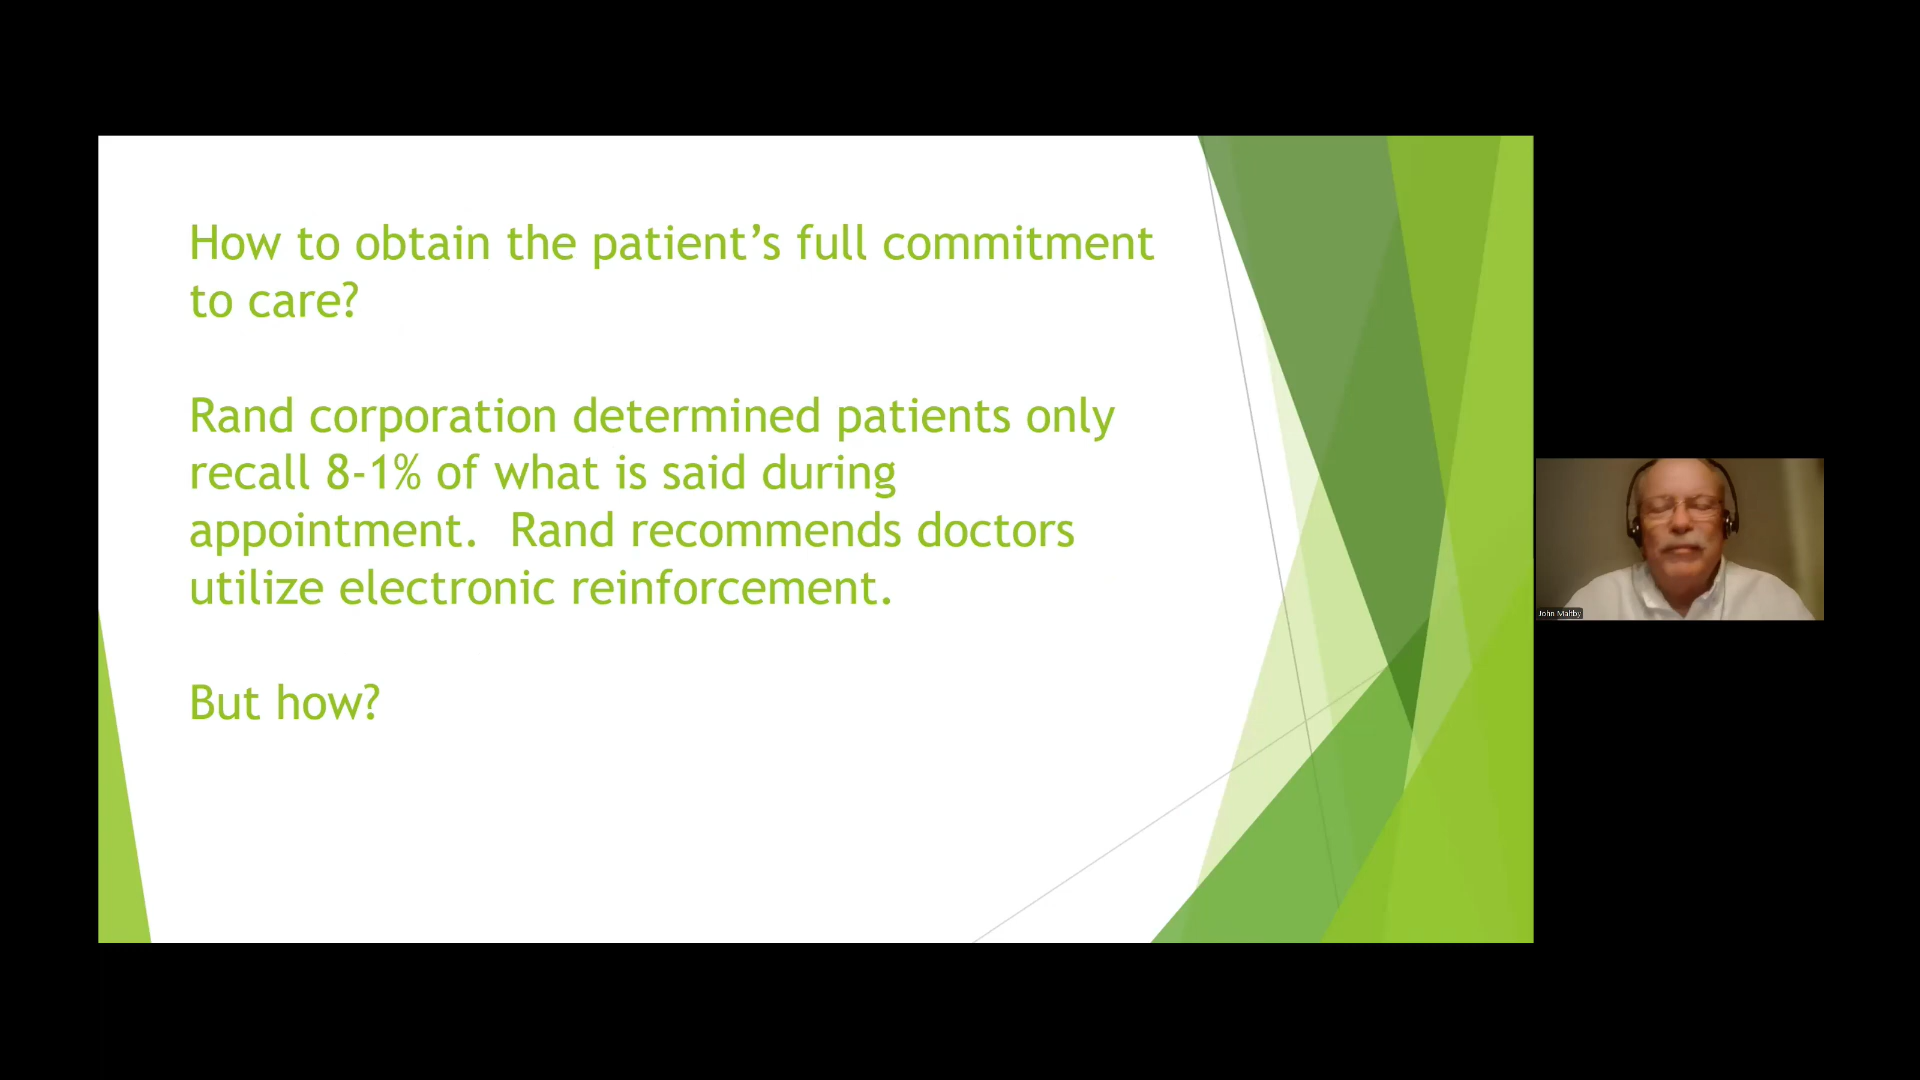 How to obtain the patient’s full commitment
to care?
Rand corporation determined patients only
recall 8-1% of what is said during
appointment.  Rand recommends doctors
utilize electronic reinforcement.
But how?
John Maltby